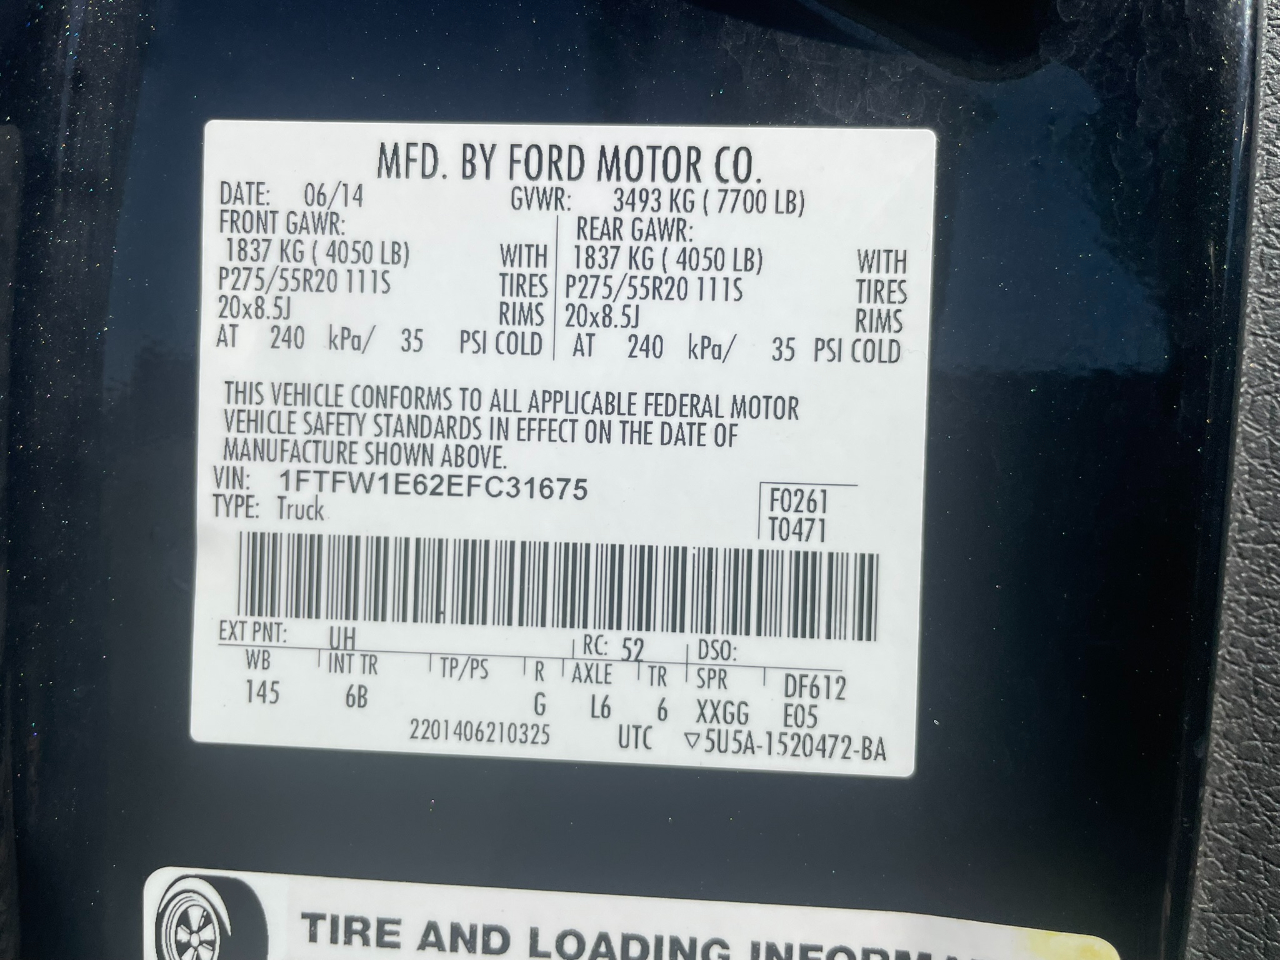 MFD. BY FORD MOTOR CO.
DATE: 06/14 GVWR: 3493 KG ( 7700 LB)
FRONT GAWR: REAR GAWR:
1837 KG ( 4050 LB) WITH 1837 KG ( 4050 LB) WITH
P275/55R20 111S TIRES P275/55R20 111S TIRES
20x8.5J RIMS 20x8.5J RIMS
AT 240 kPa/ 35 PSI COLD AT 240 kPa/ 35 PSI COLD
THIS VEHICLE CONFORMS TO ALL APPLICABLE FEDERAL MOTOR
VEHICLE SAFETY STANDARDS IN EFFECT ON THE DATE OF
MANUFACTURE SHOWN ABOVE.
VIN: 1FTFW1E62EFC31675 F0261
TYPE: Truck T0471
EXT PNT: UH RC: 52 DSO:
WB INT TR TP/PS R AXLE TR SPR DF612
145 6B G L6 6 XXGG E05
2201406210325 UTC ▽5U5A-1520472-BA
TIRE AND LOADING